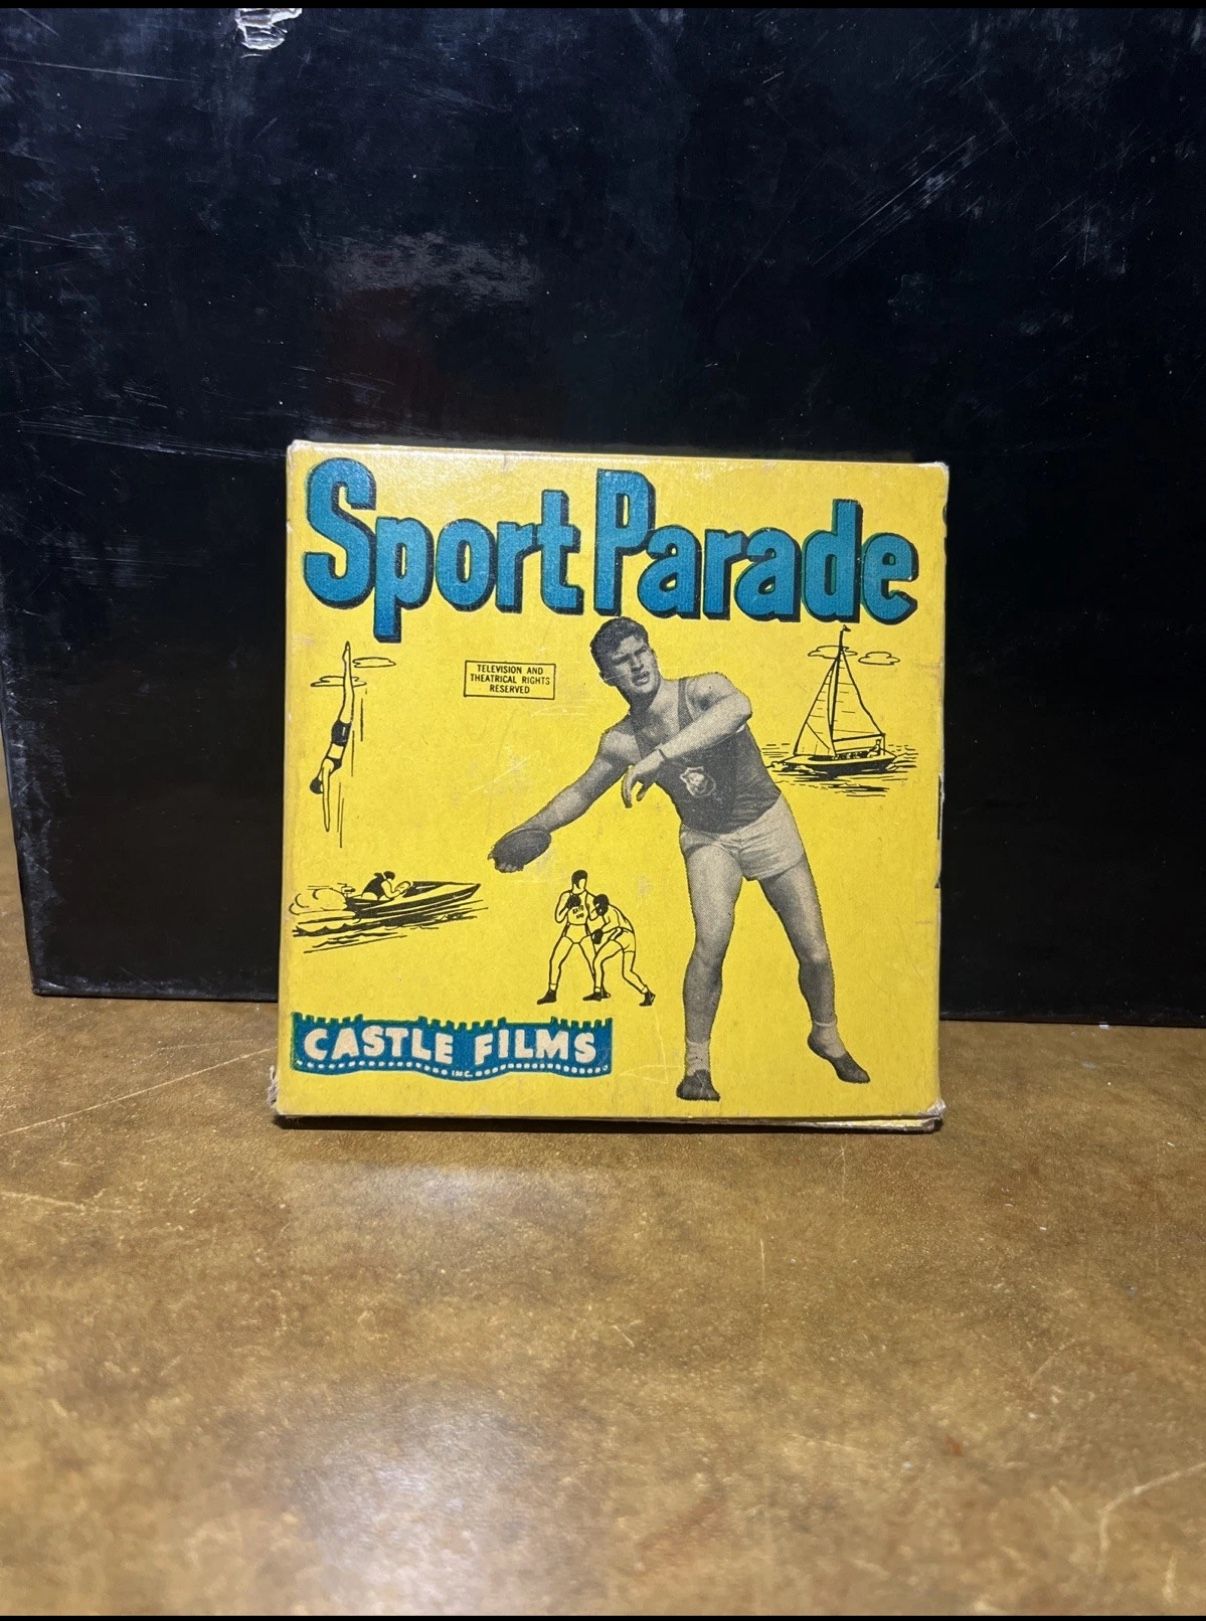 Sport Parade
TELEVISION AND
THEATRICAL RIGHTS
RESERVED
CASTLE FILMS
INC.